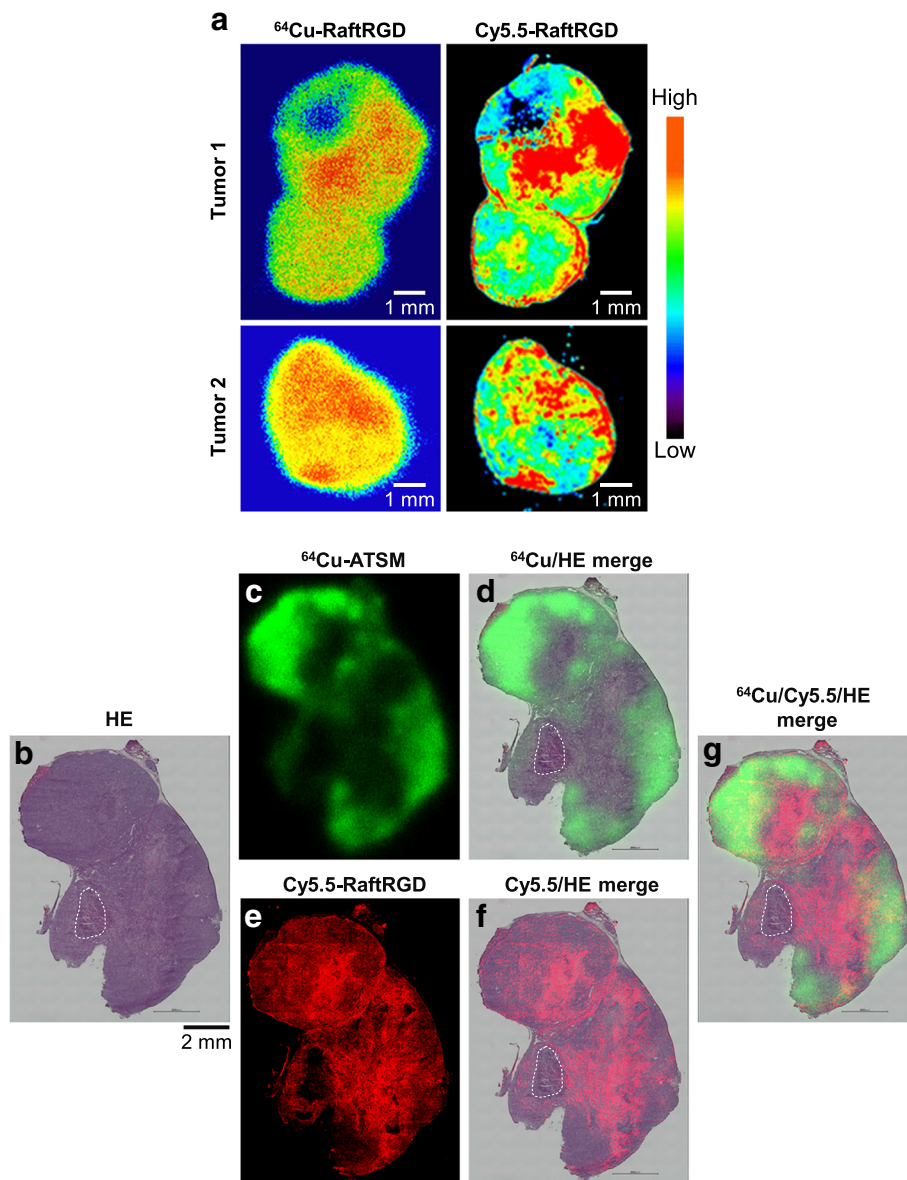 a
⁶⁴Cu-RaftRGD
Cy5.5-RaftRGD
Tumor 1
1 mm
1 mm
High
Low
Tumor 2
1 mm
1 mm
⁶⁴Cu-ATSM
c
⁶⁴Cu/HE merge
d
HE
b
2 mm
Cy5.5-RaftRGD
e
Cy5.5/HE merge
f
⁶⁴Cu/Cy5.5/HE
merge
g